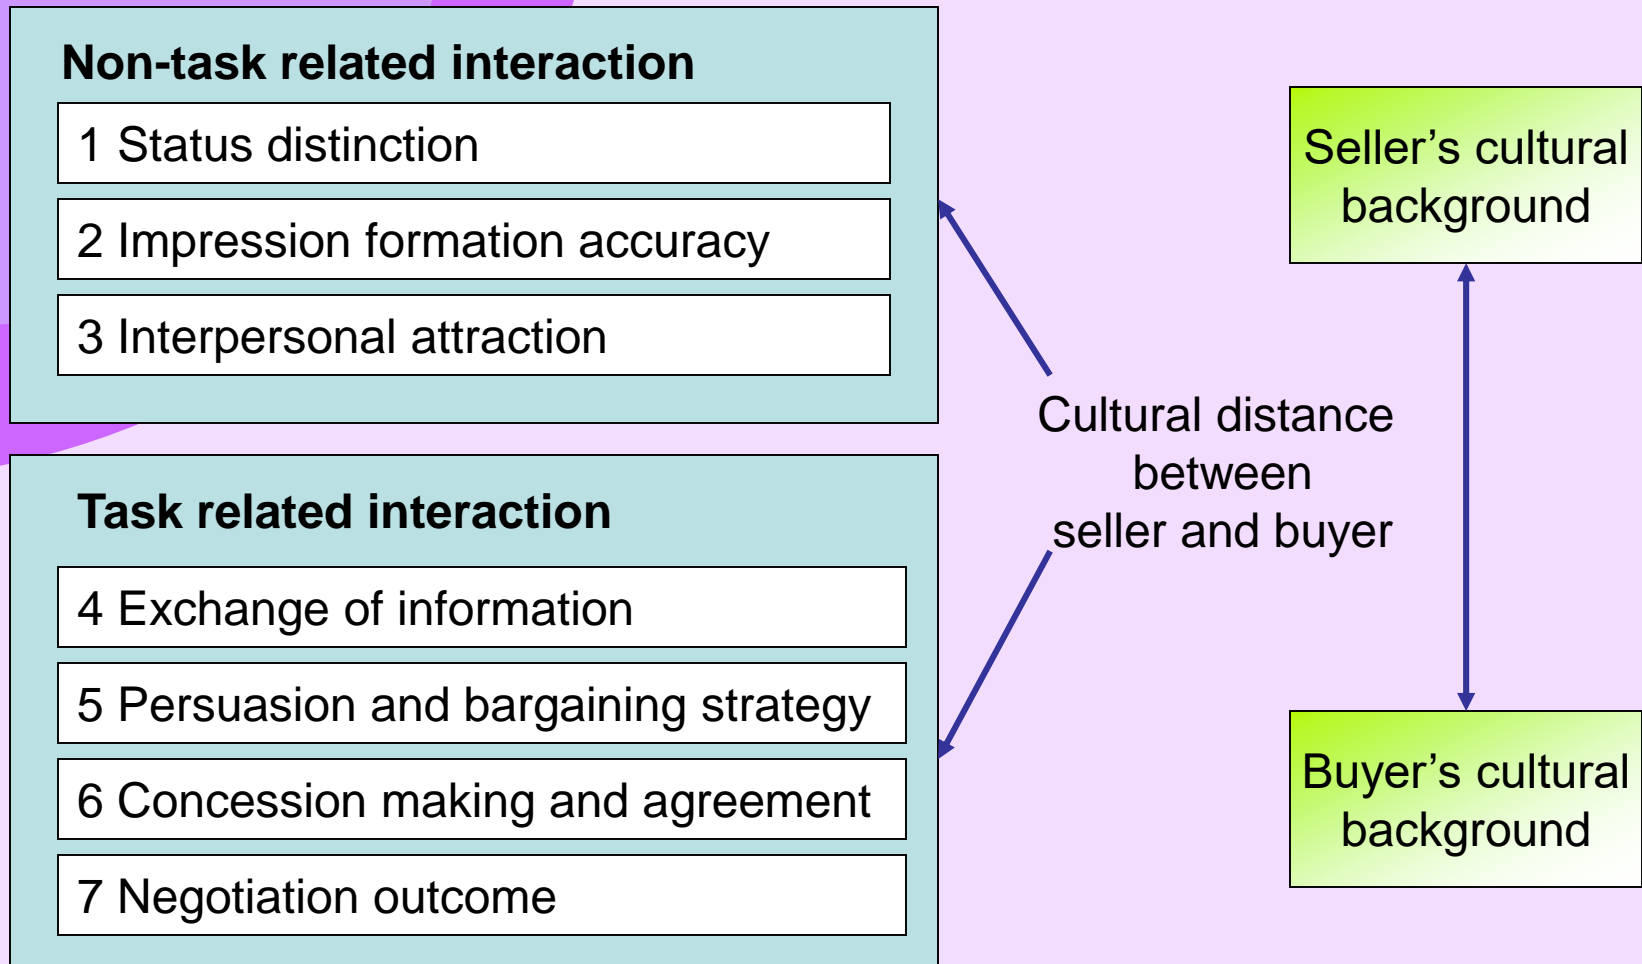 Non-task related interaction
1 Status distinction
2 Impression formation accuracy
3 Interpersonal attraction
Task related interaction
4 Exchange of information
5 Persuasion and bargaining strategy
6 Concession making and agreement
7 Negotiation outcome
Cultural distance
between
seller and buyer
Seller’s cultural
background
Buyer’s cultural
background